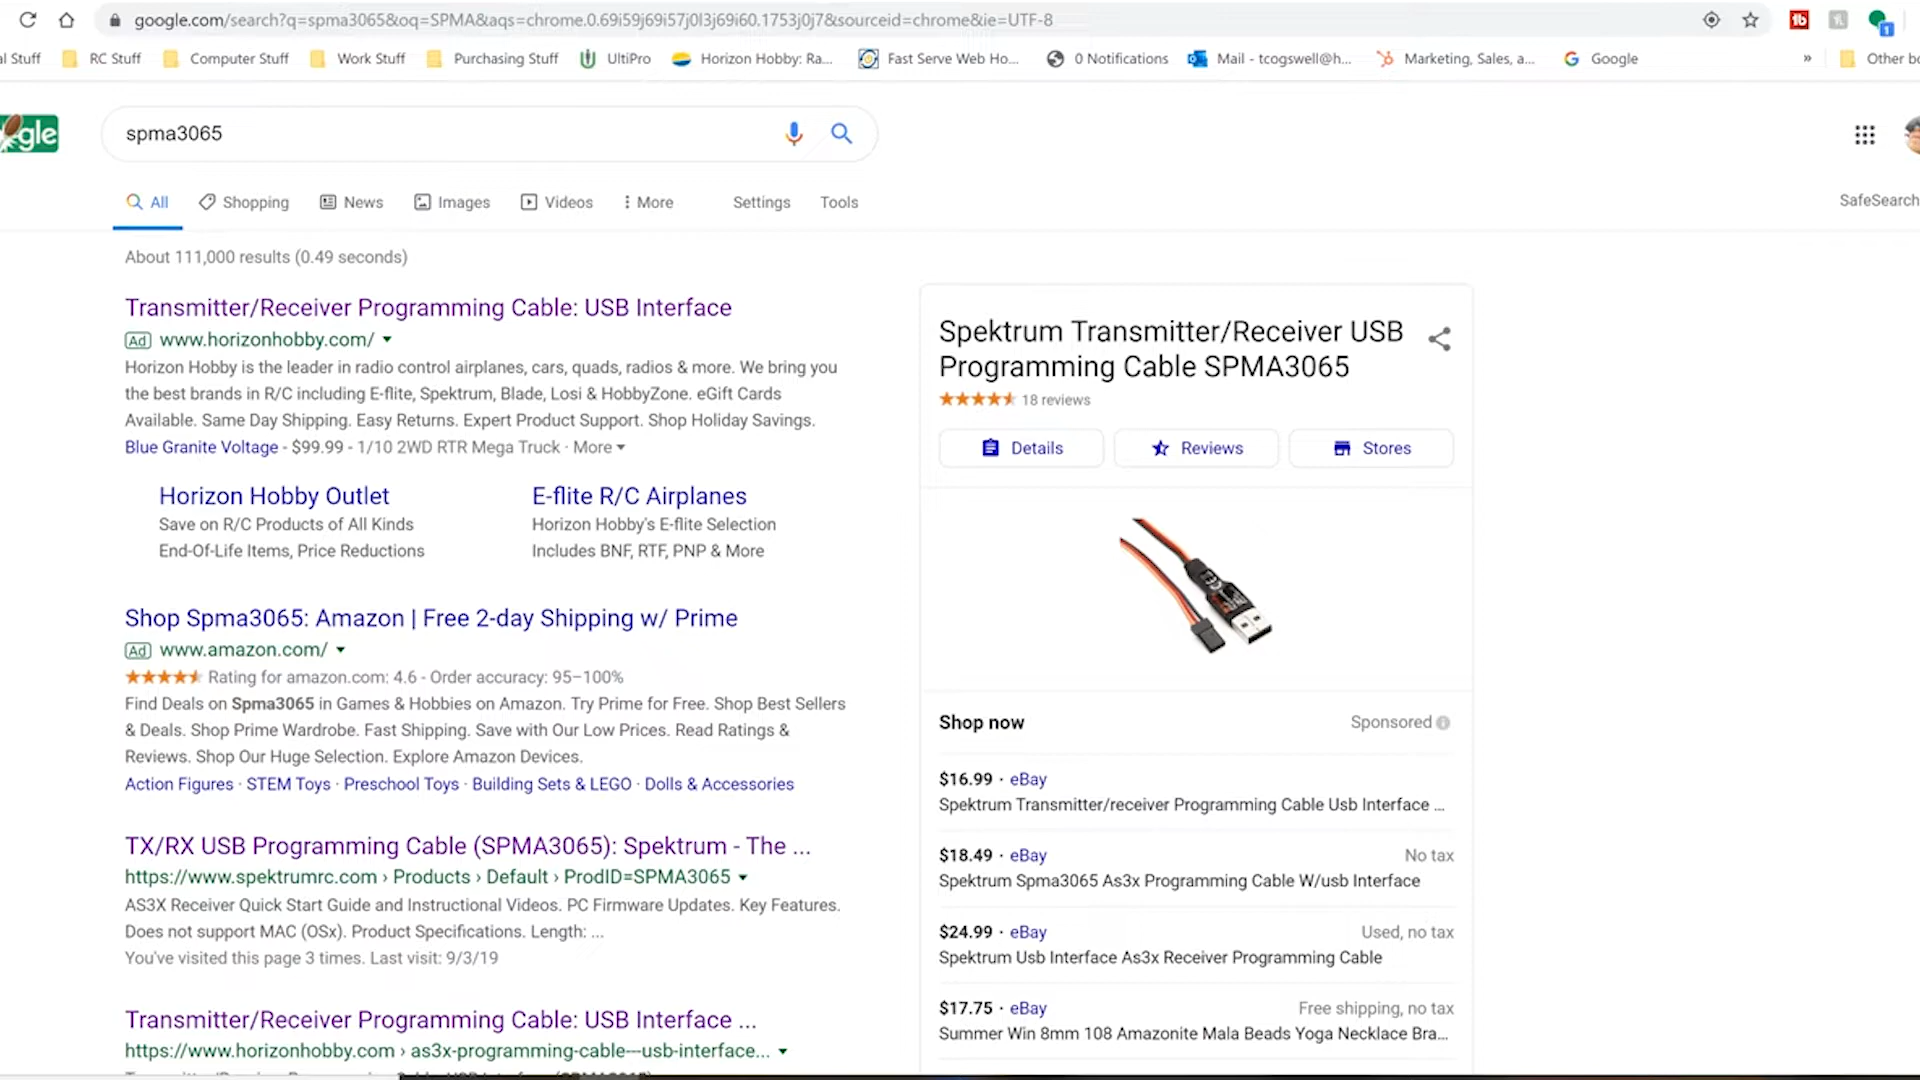 google.com/search?q=spma3065&oq=SPMA&aqs=chrome.0.69i59j69i57j0l3j69i60.1753j0j7&sourceid=chrome&ie=UTF-8
Stuff RC Stuff Computer Stuff Work Stuff Purchasing Stuff UltiPro Horizon Hobby: Ra... Fast Serve Web Ho... 0 Notifications Mail - tcogswell@h... Marketing, Sales, a... Google » Other bo
gle
spma3065
All Shopping News Images Videos More Settings Tools
SafeSearch
About 111,000 results (0.49 seconds)
Transmitter/Receiver Programming Cable: USB Interface
Ad www.horizonhobby.com/
Horizon Hobby is the leader in radio control airplanes, cars, quads, radios & more. We bring you
the best brands in R/C including E-flite, Spektrum, Blade, Losi & HobbyZone. eGift Cards
Available. Same Day Shipping. Easy Returns. Expert Product Support. Shop Holiday Savings.
Blue Granite Voltage - $99.99 - 1/10 2WD RTR Mega Truck · More
Horizon Hobby Outlet
Save on R/C Products of All Kinds
End-Of-Life Items, Price Reductions
E-flite R/C Airplanes
Horizon Hobby's E-flite Selection
Includes BNF, RTF, PNP & More
Shop Spma3065: Amazon | Free 2-day Shipping w/ Prime
Ad www.amazon.com/
Rating for amazon.com: 4.6 - Order accuracy: 95–100%
Find Deals on Spma3065 in Games & Hobbies on Amazon. Try Prime for Free. Shop Best Sellers
& Deals. Shop Prime Wardrobe. Fast Shipping. Save with Our Low Prices. Read Ratings &
Reviews. Shop Our Huge Selection. Explore Amazon Devices.
Action Figures · STEM Toys · Preschool Toys · Building Sets & LEGO · Dolls & Accessories
TX/RX USB Programming Cable (SPMA3065): Spektrum - The ...
https://www.spektrumrc.com › Products › Default › ProdID=SPMA3065
AS3X Receiver Quick Start Guide and Instructional Videos. PC Firmware Updates. Key Features.
Does not support MAC (OSx). Product Specifications. Length: ...
You've visited this page 3 times. Last visit: 9/3/19
Transmitter/Receiver Programming Cable: USB Interface ...
https://www.horizonhobby.com › as3x-programming-cable---usb-interface...
Spektrum Transmitter/Receiver USB
Programming Cable SPMA3065
18 reviews
Details Reviews Stores
Shop now Sponsored
$16.99 · eBay
Spektrum Transmitter/receiver Programming Cable Usb Interface ...
$18.49 · eBay No tax
Spektrum Spma3065 As3x Programming Cable W/usb Interface
$24.99 · eBay Used, no tax
Spektrum Usb Interface As3x Receiver Programming Cable
$17.75 · eBay Free shipping, no tax
Summer Win 8mm 108 Amazonite Mala Beads Yoga Necklace Bra...